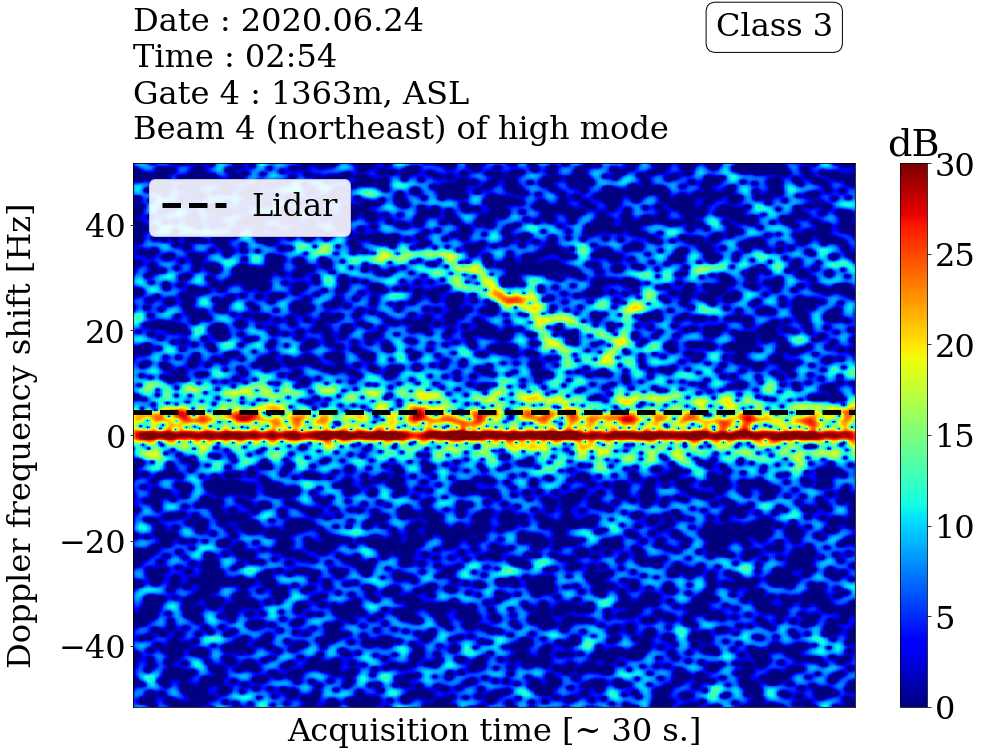 Date : 2020.06.24
Time : 02:54
Gate 4 : 1363m, ASL
Beam 4 (northeast) of high mode
Class 3
dB
Lidar
Doppler frequency shift [Hz]
40
20
0
−20
−40
30
25
20
15
10
5
0
Acquisition time [~ 30 s.]